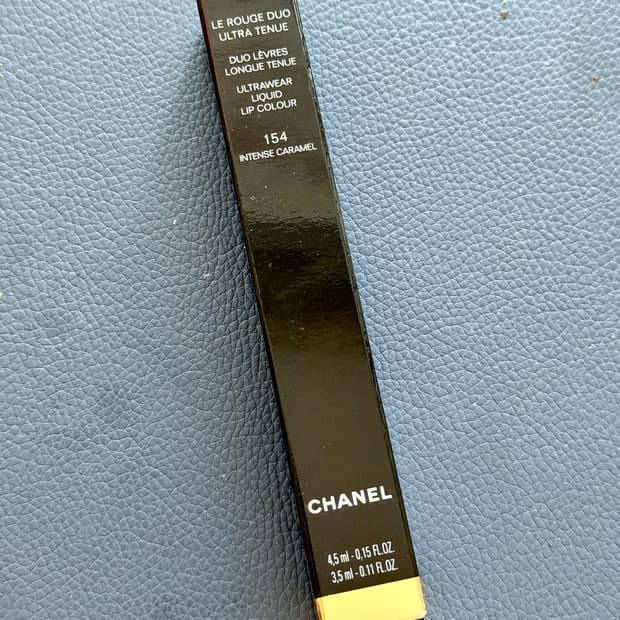 LE ROUGE DUO
ULTRA TENUE
DUO LÈVRES
LONGUE TENUE
ULTRAWEAR
LIQUID
LIP COLOUR
154
INTENSE CARAMEL
CHANEL
4,5 ml - 0,15 FL.OZ.
3,5 ml - 0.11 FL.OZ.